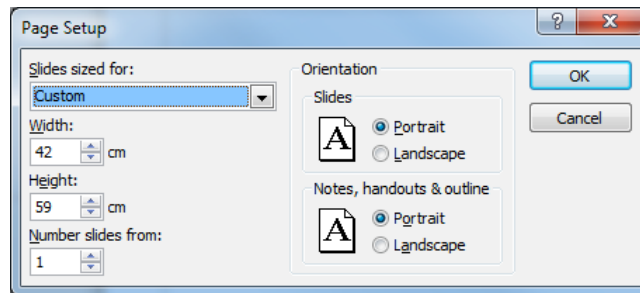 Page Setup
Slides sized for:
Custom
Width:
42 cm
Height:
59 cm
Number slides from:
1
Orientation
Slides
A
Portrait
Landscape
Notes, handouts & outline
A
Portrait
Landscape
?
X
OK
Cancel